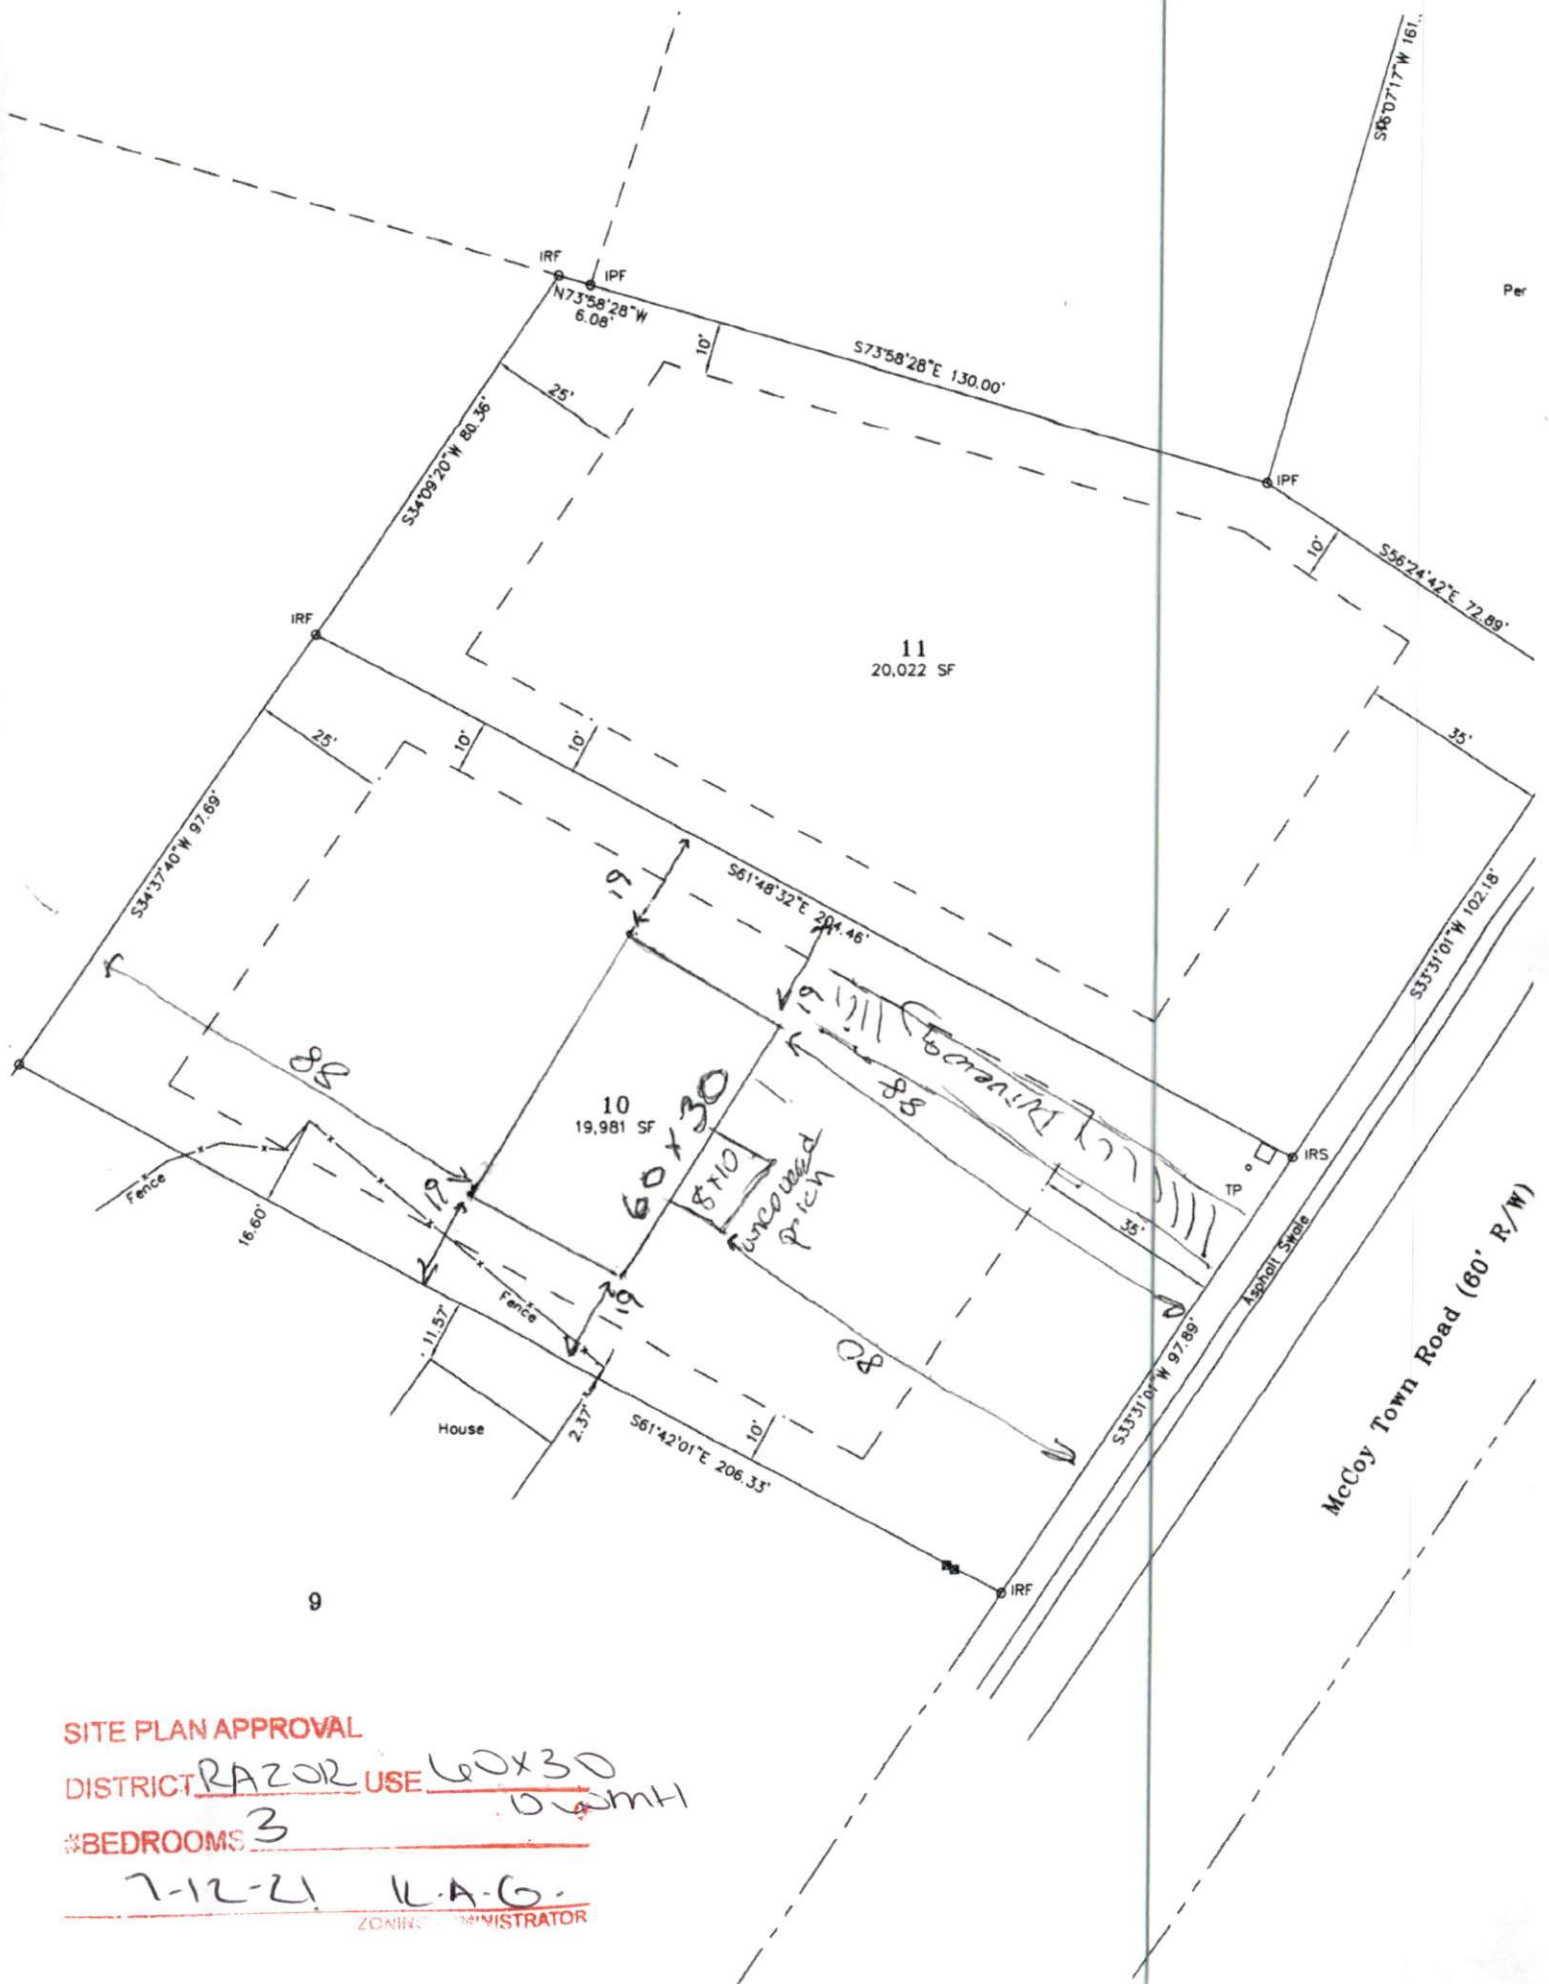 S16°07'17"W 161..
IRF
IPF
N73°58'28"W
6.08'
Per
10'
S73°58'28"E 130.00'
25'
IPF
S34°09'20"W 80.36'
10'
S56°24'42"E 72.89'
IRF
11
20,022 SF
35'
25'
10'
10'
S34°37'40"W 97.69'
19
S61°48'32"E 204.46'
S33°31'01"W 102.18'
19
Driveway
88
88
10
19,981 SF
60 x 30
8x10
uncovered
IRS
TP
35'
Fence
19
16.60'
Fence
19
Asphalt Swale
McCoy Town Road (60' R/W)
11.57'
80
S33°31'01"W 97.89'
House
2.37'
S61°42'01"E 206.33'
10'
IRF
9
SITE PLAN APPROVAL
DISTRICT RA20R USE 60x30
DWMH
#BEDROOMS 3
7-12-21 K.A.G.
ZONING ADMINISTRATOR